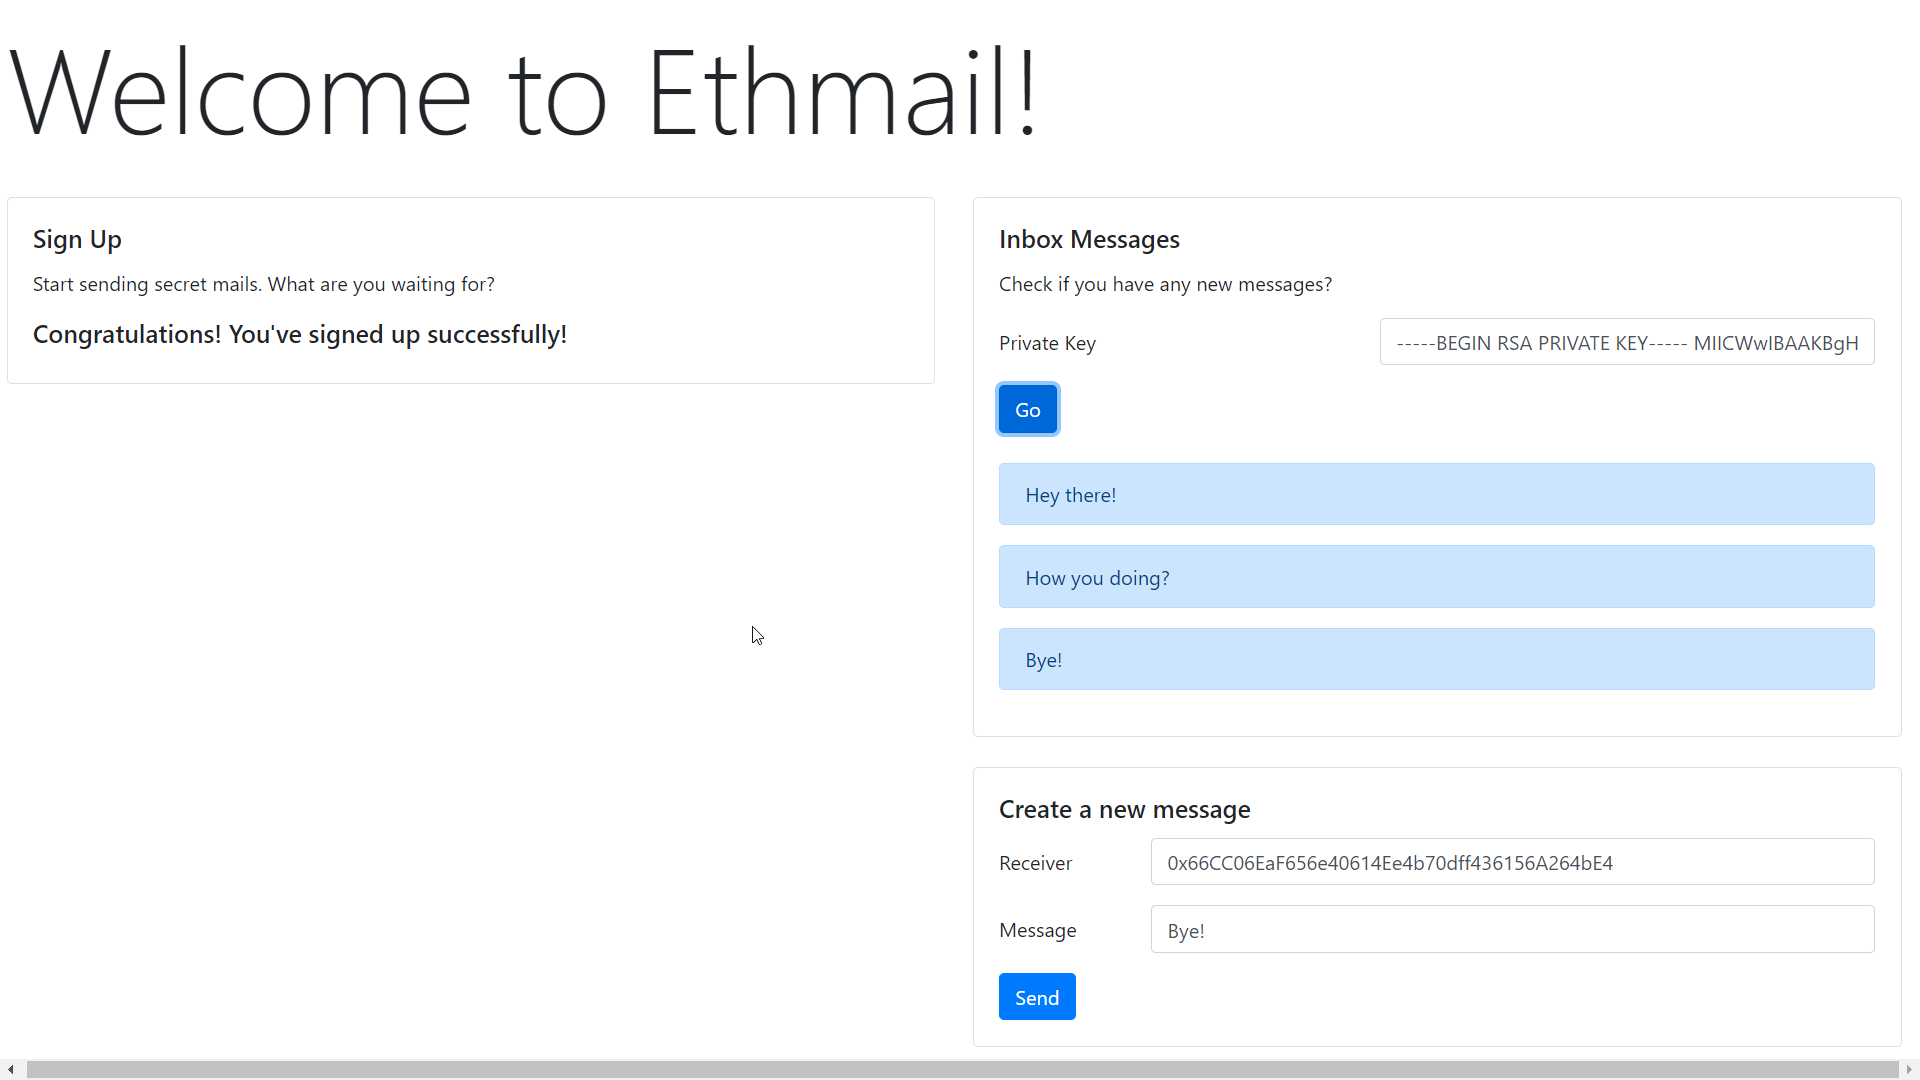 Welcome to Ethmail!
Sign Up
Start sending secret mails. What are you waiting for?
Congratulations! You've signed up successfully!
Inbox Messages
Check if you have any new messages?
Private Key
-----BEGIN RSA PRIVATE KEY----- MIICWwIBAAKBgH
Go
Hey there!
How you doing?
Bye!
Create a new message
Receiver
0x66CC06EaF656e40614Ee4b70dff436156A264bE4
Message
Bye!
Send